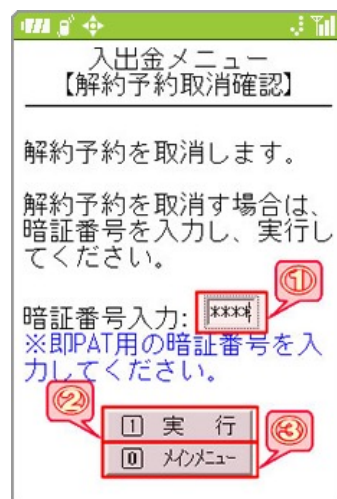 入出金メニュー
【解約予約取消確認】
解約予約を取消します。
解約予約を取消す場合は、
暗証番号を入力し、実行し
てください。
①
暗証番号入力: ****
※即PAT用の暗証番号を入
力してください。
②
1 実 行
③
0 メインメニュー